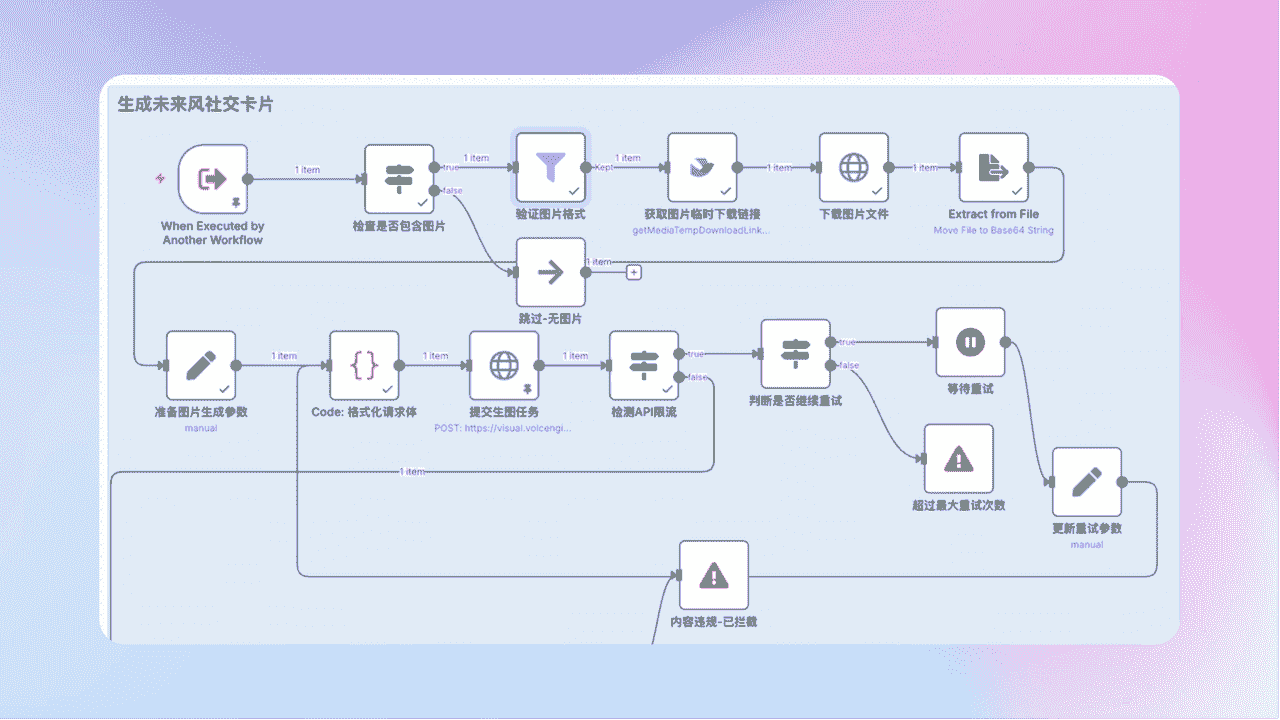 生成未来风社交卡片
1 item
true
false
1 item
Kept
1 item
1 item
1 item
When Executed by
Another Workflow
检查是否包含图片
验证图片格式
获取图片临时下载链接
getMediaTempDownloadLink...
下载图片文件
Extract from File
Move File to Base64 String
1 item
跳过-无图片
1 item
1 item
1 item
true
false
true
false
准备图片生成参数
manual
Code: 格式化请求体
提交生图任务
POST: https://visual.volcengi...
检测API限流
判断是否继续重试
等待重试
1 item
超过最大重试次数
更新重试参数
manual
内容违规-已拦截